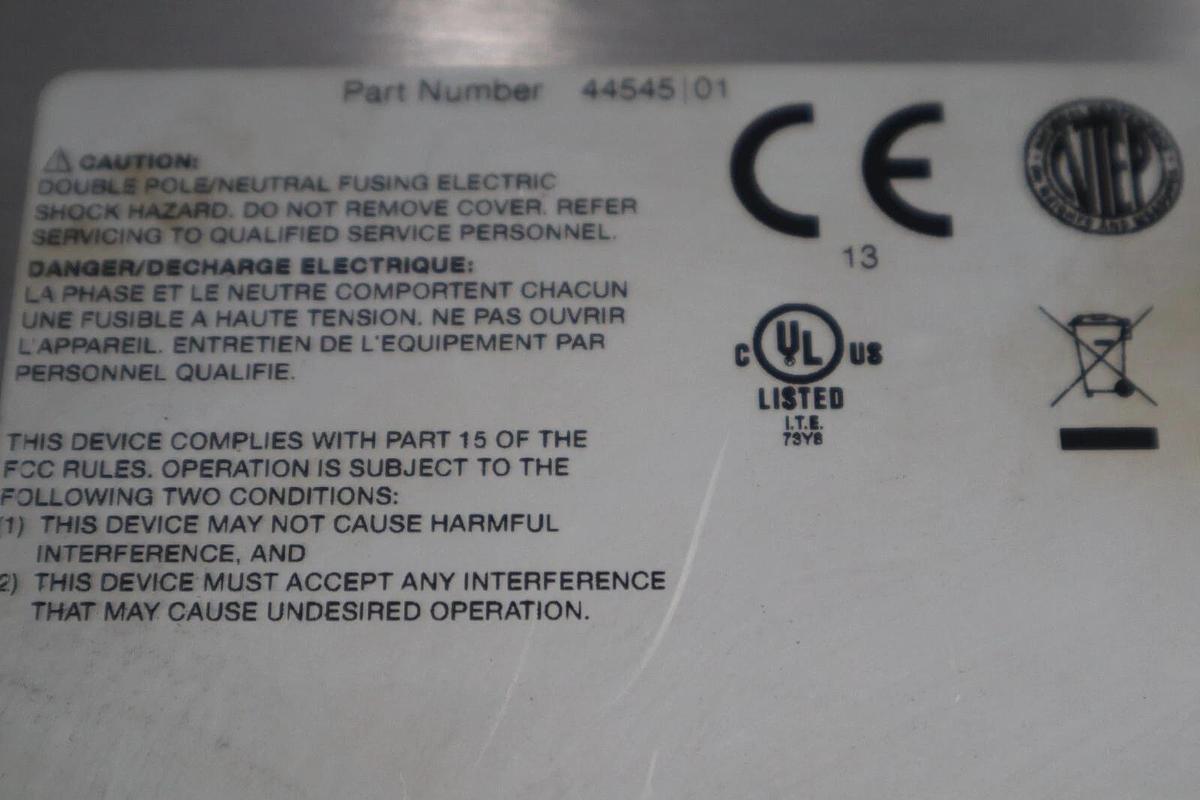 Part Number 44545|01
CAUTION:
DOUBLE POLE/NEUTRAL FUSING ELECTRIC
SHOCK HAZARD. DO NOT REMOVE COVER. REFER
SERVICING TO QUALIFIED SERVICE PERSONNEL.
DANGER/DECHARGE ELECTRIQUE:
LA PHASE ET LE NEUTRE COMPORTENT CHACUN
UNE FUSIBLE A HAUTE TENSION. NE PAS OUVRIR
L'APPAREIL. ENTRETIEN DE L'EQUIPEMENT PAR
PERSONNEL QUALIFIE.
THIS DEVICE COMPLIES WITH PART 15 OF THE
FCC RULES. OPERATION IS SUBJECT TO THE
FOLLOWING TWO CONDITIONS:
(1) THIS DEVICE MAY NOT CAUSE HARMFUL
INTERFERENCE, AND
2) THIS DEVICE MUST ACCEPT ANY INTERFERENCE
THAT MAY CAUSE UNDESIRED OPERATION.
CE
13
NTEP
C UL US
LISTED
I.T.E.
73Y8